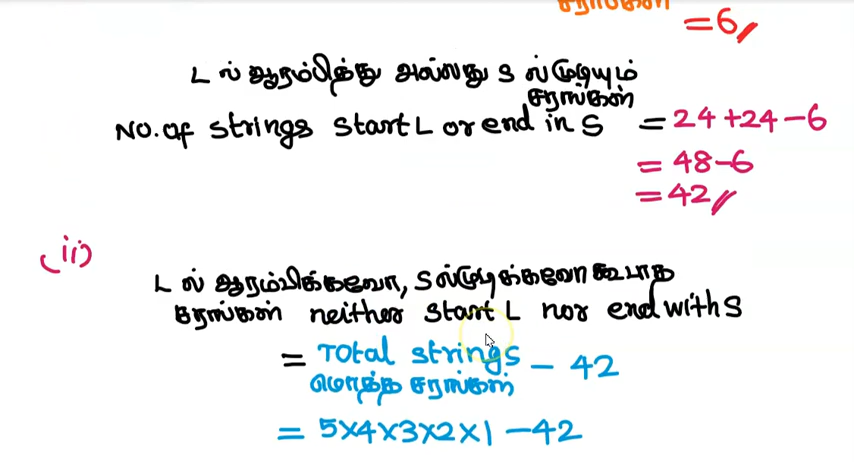 சரங்கள்
= 6//
L ல் ஆரம்பித்து அல்லது S ல் முடியும்
சரங்கள்
No. of strings start L or end in S = 24 + 24 - 6
= 48 - 6
= 42//
(ii)
L ல் ஆரம்பிக்கவோ, S ல் முடிக்கவோ கூடாத
சரங்கள் neither start L nor end with S
= Total strings - 42
மொத்த சரங்கள்
= 5×4×3×2×1 - 42